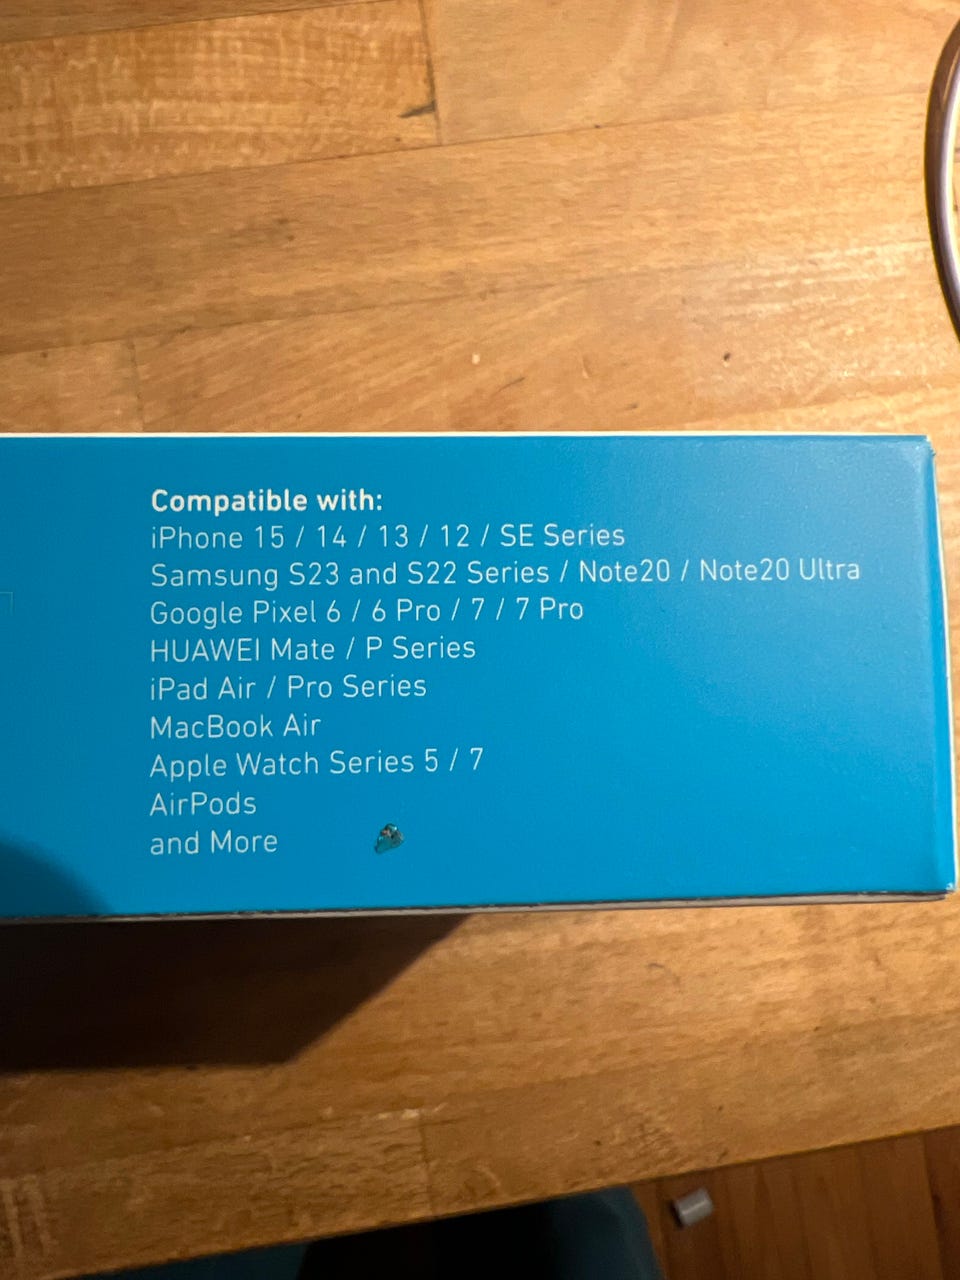 Compatible with:
iPhone 15 / 14 / 13 / 12 / SE Series
Samsung S23 and S22 Series / Note20 / Note20 Ultra
Google Pixel 6 / 6 Pro / 7 / 7 Pro
HUAWEI Mate / P Series
iPad Air / Pro Series
MacBook Air
Apple Watch Series 5 / 7
AirPods
and More